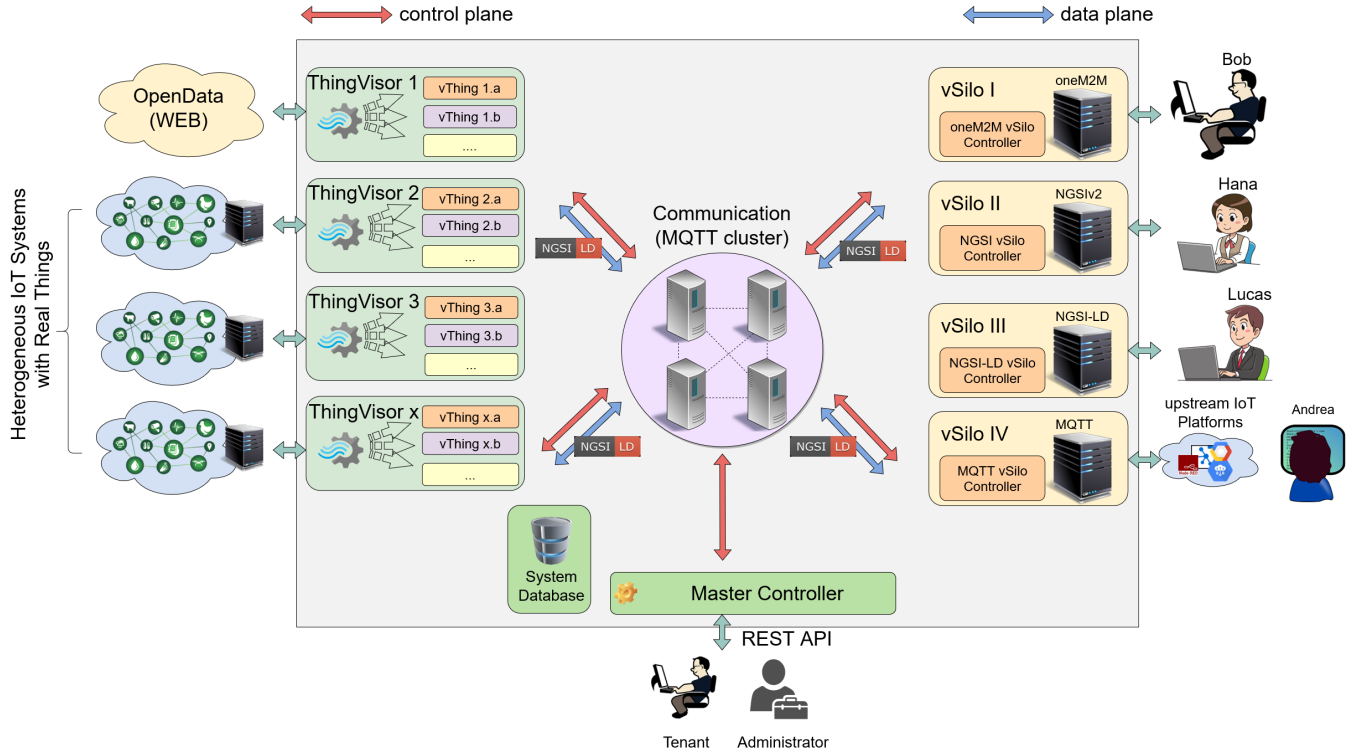 control plane
data plane
OpenData
(WEB)
Heterogeneous IoT Systems
with Real Things
ThingVisor 1
vThing 1.a
vThing 1.b
....
ThingVisor 2
vThing 2.a
vThing 2.b
...
ThingVisor 3
vThing 3.a
vThing 3.b
...
ThingVisor x
vThing x.a
vThing x.b
...
Communication
(MQTT cluster)
NGSI LD
NGSI LD
NGSI LD
NGSI LD
vSilo I
oneM2M
oneM2M vSilo
Controller
vSilo II
NGSIv2
NGSI vSilo
Controller
vSilo III
NGSI-LD
NGSI-LD vSilo
Controller
vSilo IV
MQTT
MQTT vSilo
Controller
Bob
Hana
Lucas
upstream IoT
Platforms
Node-RED
Andrea
System
Database
Master Controller
REST API
Tenant
Administrator